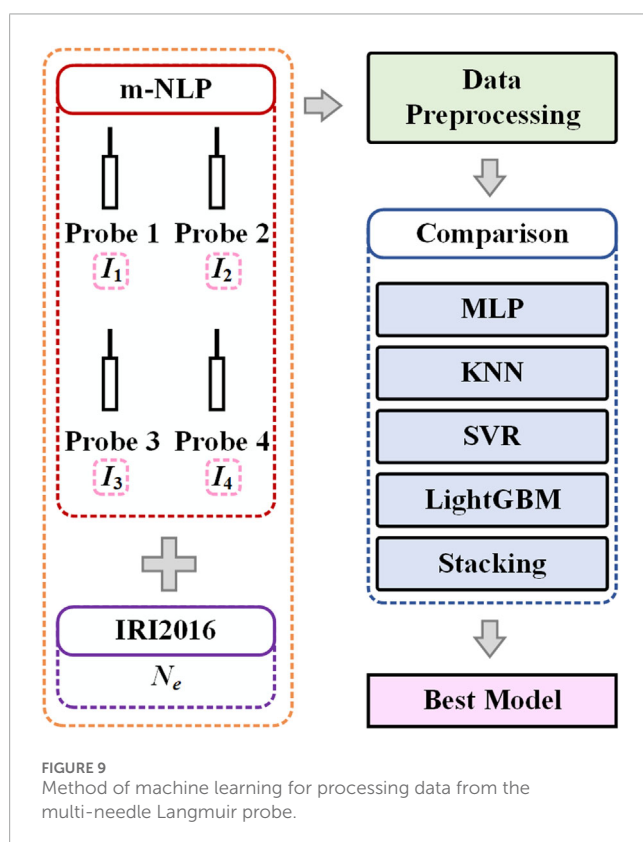 m-NLP
Probe 1 Probe 2
I₁ I₂
Probe 3 Probe 4
I₃ I₄
IRI2016
Nₑ
Data
Preprocessing
Comparison
MLP
KNN
SVR
LightGBM
Stacking
Best Model
FIGURE 9
Method of machine learning for processing data from the
multi-needle Langmuir probe.